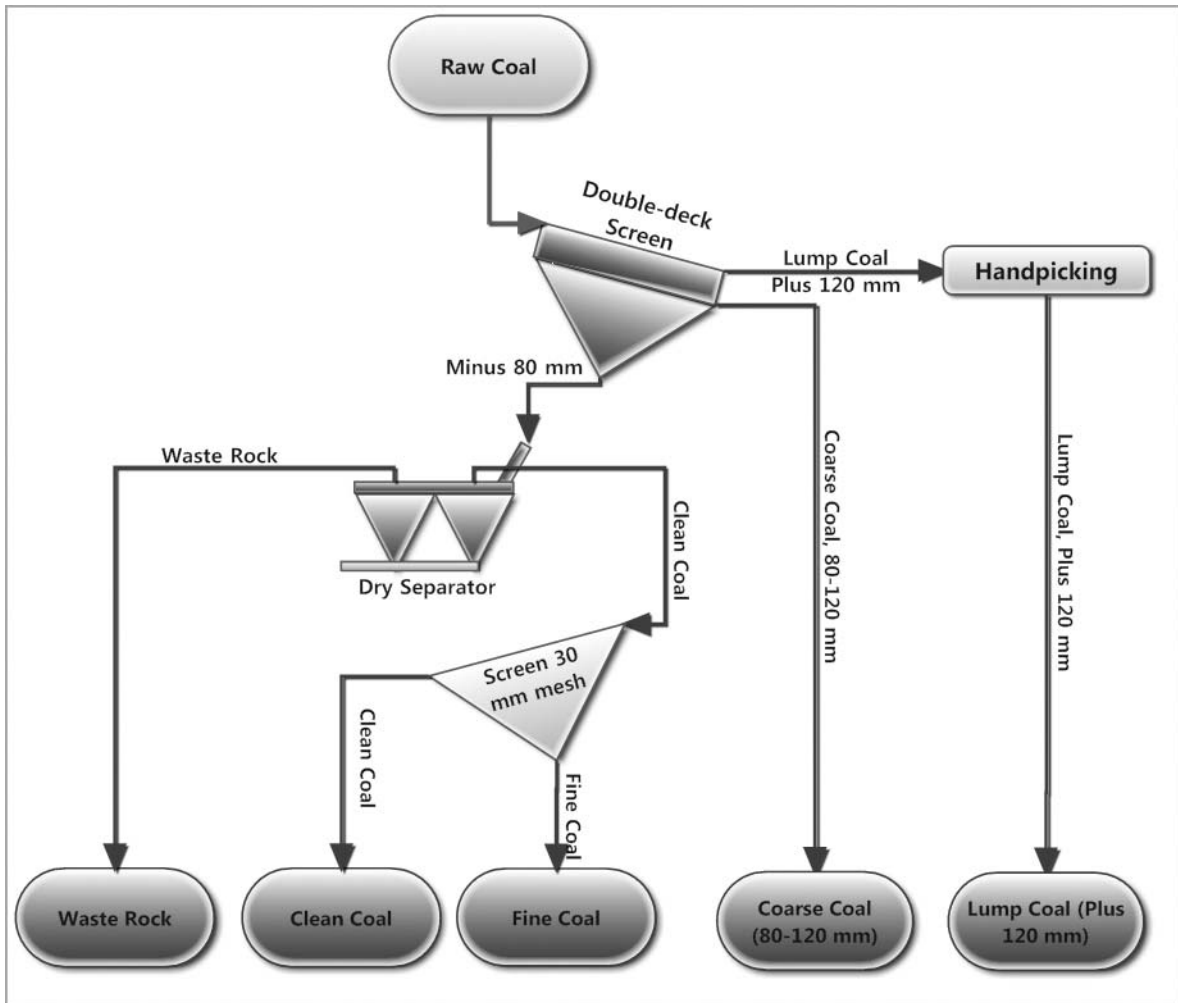 Raw Coal
Double-deck
Screen
Lump Coal
Plus 120 mm
Handpicking
Minus 80 mm
Waste Rock
Clean Coal
Dry Separator
Coarse Coal, 80-120 mm
Lump Coal, Plus 120 mm
Screen 30
mm mesh
Clean Coal
Fine Coal
Waste Rock
Clean Coal
Fine Coal
Coarse Coal
(80-120 mm)
Lump Coal (Plus
120 mm)